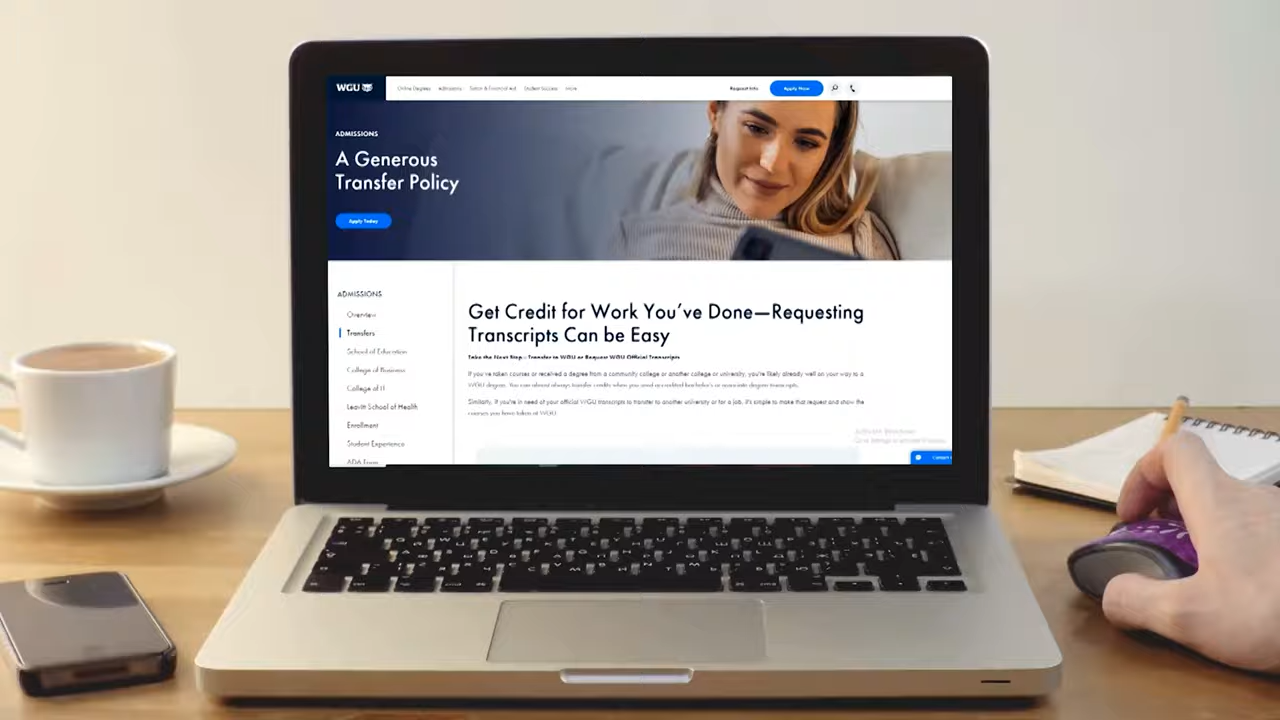 WGU
Online Degrees Admissions Tuition & Financial Aid Student Success More
Request Info Apply Now
ADMISSIONS
A Generous
Transfer Policy
Apply Today
ADMISSIONS
Overview
Transfers
School of Education
College of Business
College of IT
Leavitt School of Health
Enrollment
Student Experience
Get Credit for Work You've Done—Requesting
Transcripts Can be Easy
Take the Next Step - Transfer to WGU or Request WGU Official Transcripts
If you've taken courses or received a degree from a community college or another college or university, you're likely already well on your way to a
WGU degree. You can almost always transfer credits when you send accredited bachelor's or associate degree transcripts.
Similarly, if you're in need of your official WGU transcripts to transfer to another university or for a job, it's simple to make that request and show the
courses you have taken at WGU.
Activate Windows